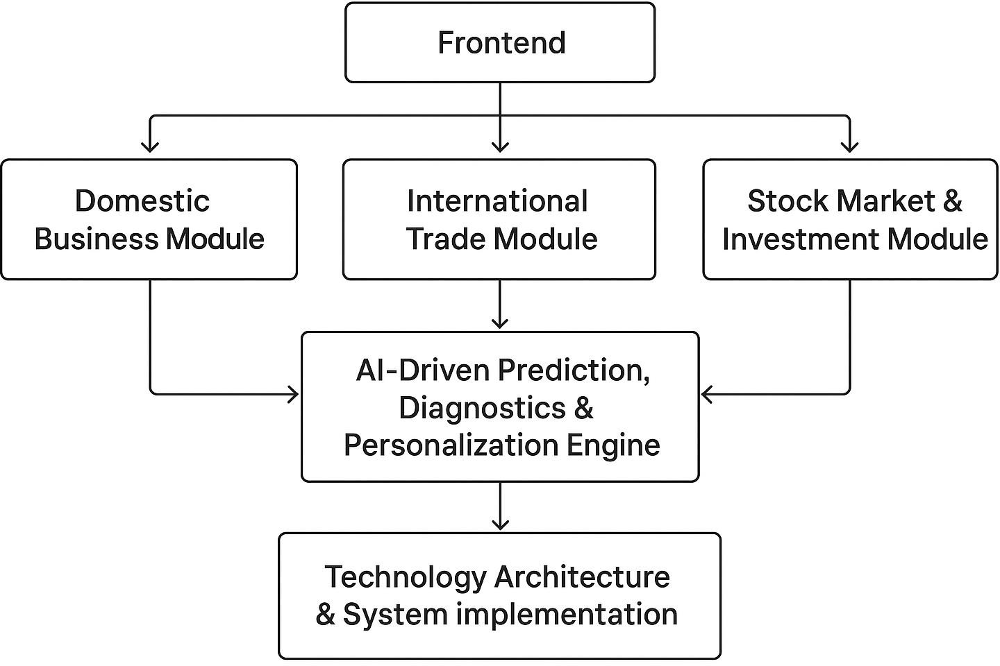 Frontend
Domestic
Business Module
International
Trade Module
Stock Market &
Investment Module
AI-Driven Prediction,
Diagnostics &
Personalization Engine
Technology Architecture
& System implementation